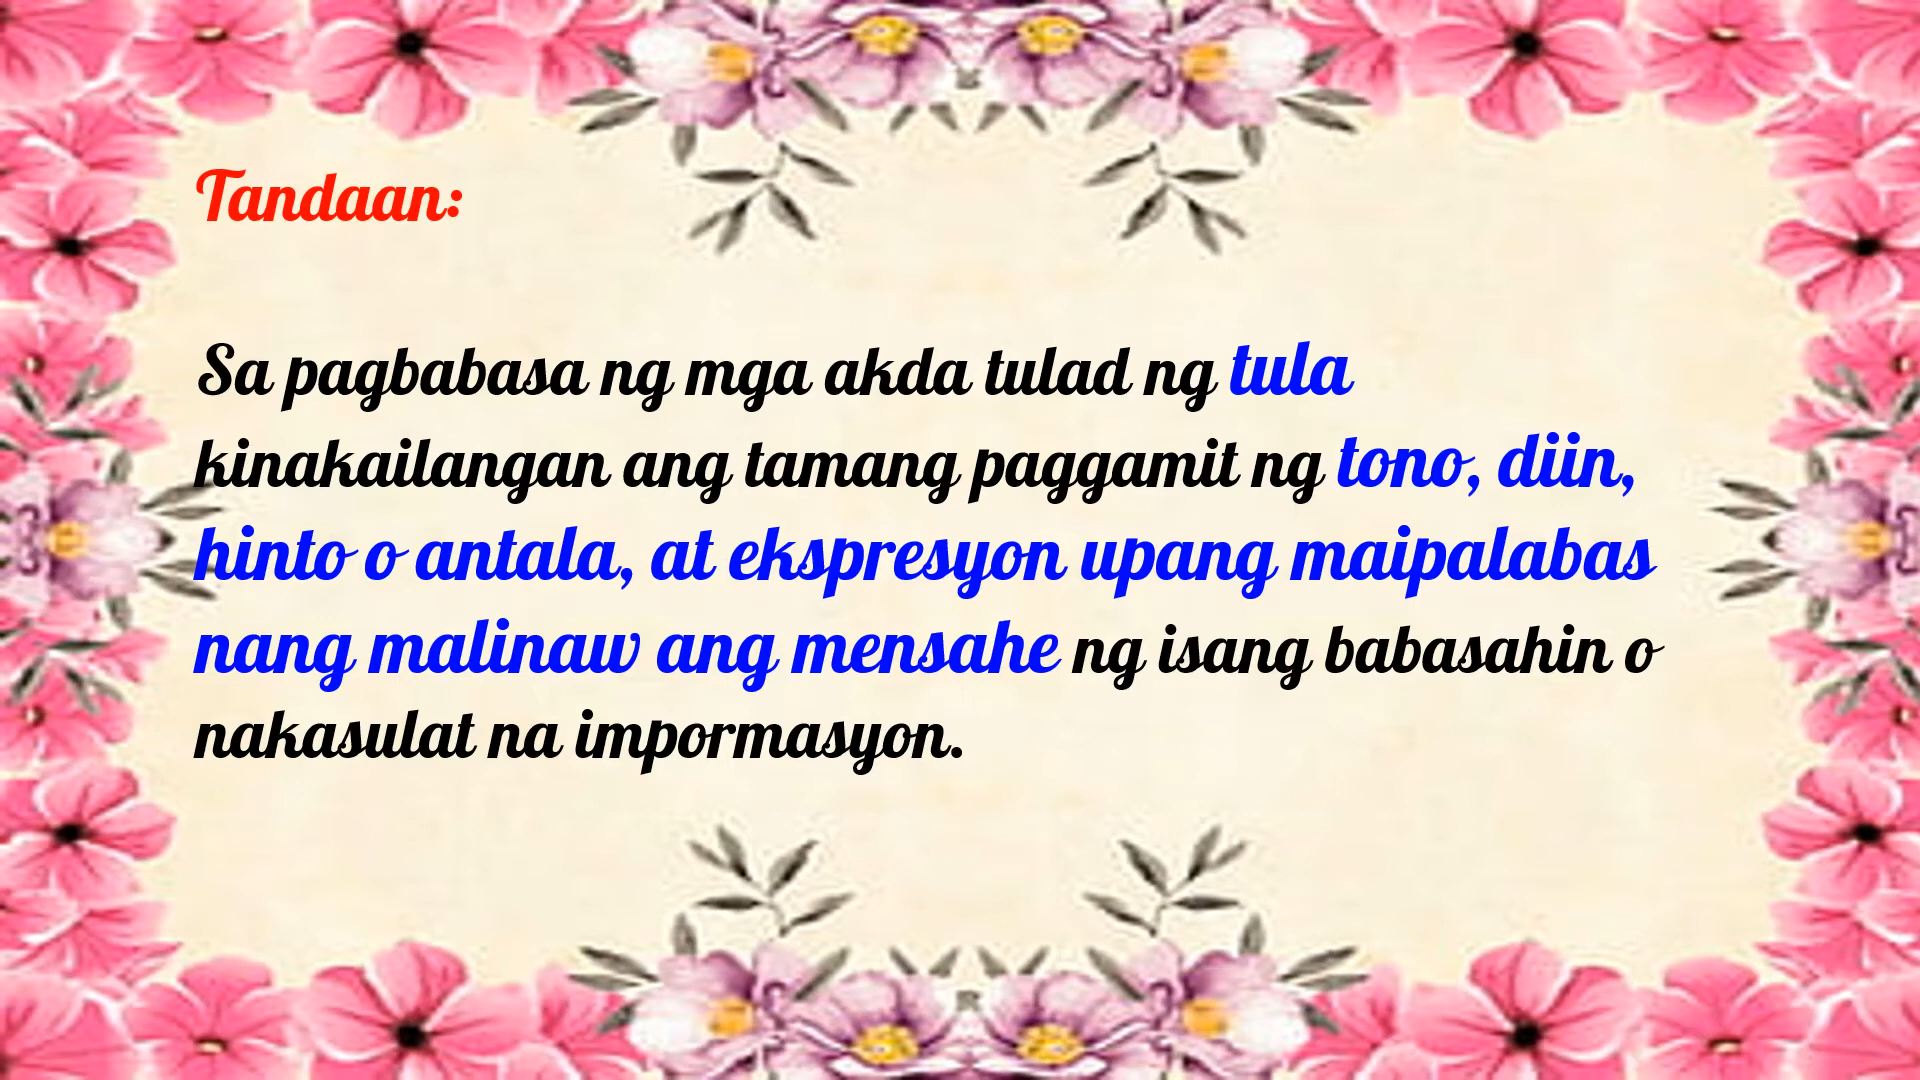 Tandaan:
Sa pagbabasa ng mga akda tulad ng tula
kinakailangan ang tamang paggamit ng tono, diin,
hinto o antala, at ekspresyon upang maipalabas
nang malinaw ang mensahe ng isang babasahin o
nakasulat na impormasyon.